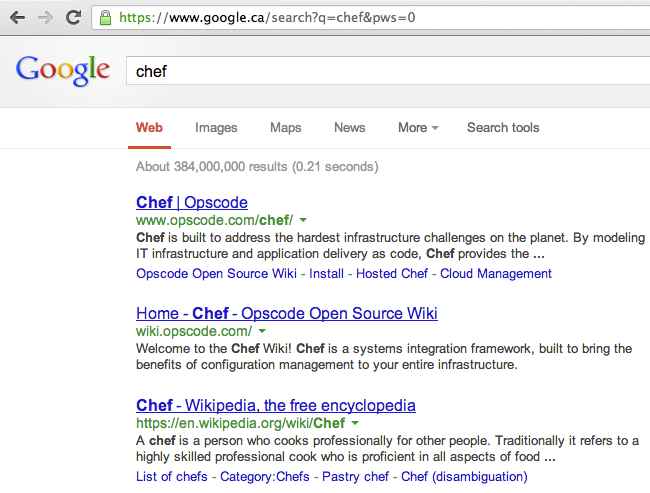 https://www.google.ca/search?q=chef&pws=0
Google chef
Web Images Maps News More Search tools
About 384,000,000 results (0.21 seconds)
Chef | Opscode
www.opscode.com/chef/
Chef is built to address the hardest infrastructure challenges on the planet. By modeling
IT infrastructure and application delivery as code, Chef provides the ...
Opscode Open Source Wiki - Install - Hosted Chef - Cloud Management
Home - Chef - Opscode Open Source Wiki
wiki.opscode.com/
Welcome to the Chef Wiki! Chef is a systems integration framework, built to bring the
benefits of configuration management to your entire infrastructure.
Chef - Wikipedia, the free encyclopedia
https://en.wikipedia.org/wiki/Chef
A chef is a person who cooks professionally for other people. Traditionally it refers to a
highly skilled professional cook who is proficient in all aspects of food ...
List of chefs - Category:Chefs - Pastry chef - Chef (disambiguation)